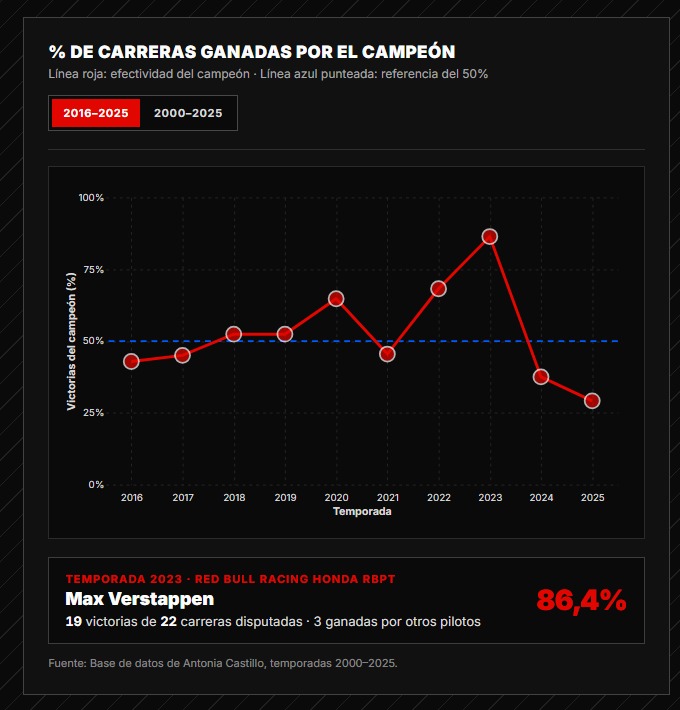 % DE CARRERAS GANADAS POR EL CAMPEÓN
Línea roja: efectividad del campeón · Línea azul punteada: referencia del 50%
2016–2025 2000–2025
100%
75%
50%
25%
0%
Victorias del campeón (%)
2016 2017 2018 2019 2020 2021 2022 2023 2024 2025
Temporada
TEMPORADA 2023 · RED BULL RACING HONDA RBPT
Max Verstappen
86,4%
19 victorias de 22 carreras disputadas · 3 ganadas por otros pilotos
Fuente: Base de datos de Antonia Castillo, temporadas 2000–2025.